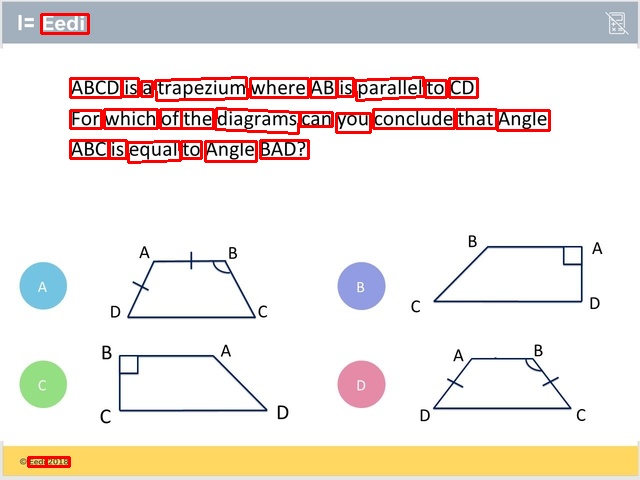 Eedi
ABCD is a trapezium where AB is parallel to CD
For which of the diagrams can you conclude that Angle
ABC is equal to Angle BAD?
A
A B
D C
B
B A
C D
C
B A
C D
D
A B
D C
© Eedi 2018